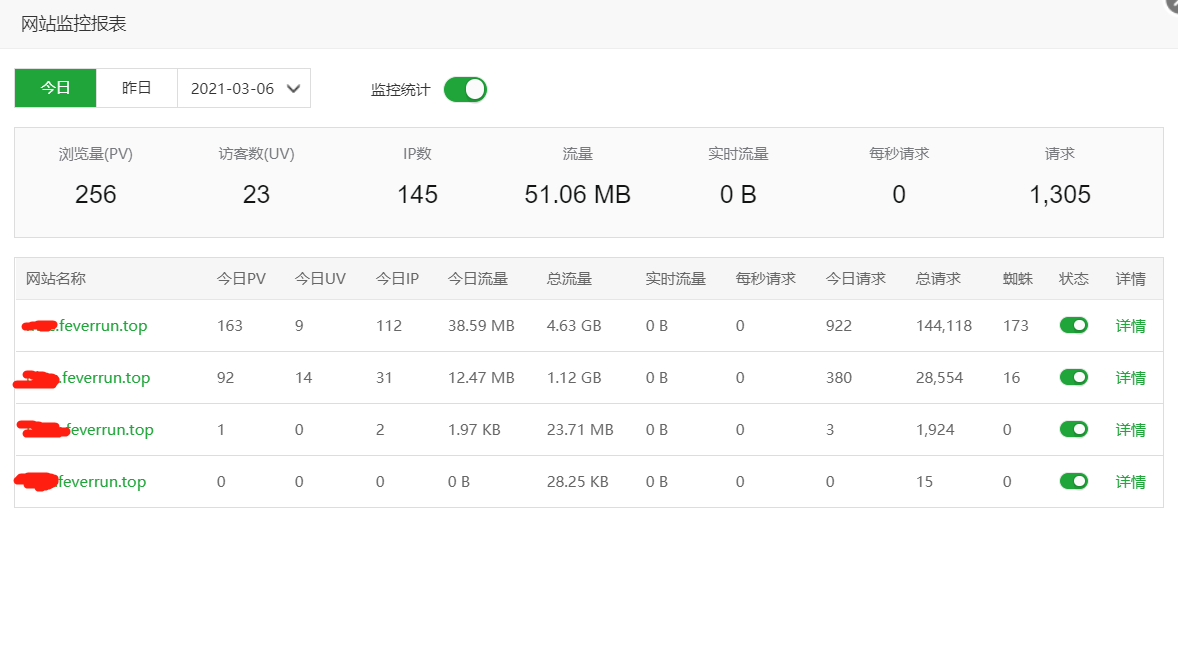 网站监控报表
今日 昨日 2021-03-06 监控统计
浏览量(PV) 访客数(UV) IP数 流量 实时流量 每秒请求 请求
256 23 145 51.06 MB 0 B 0 1,305
网站名称 今日PV 今日UV 今日IP 今日流量 总流量 实时流量 每秒请求 今日请求 总请求 蜘蛛 状态 详情
.feverrun.top 163 9 112 38.59 MB 4.63 GB 0 B 0 922 144,118 173 详情
.feverrun.top 92 14 31 12.47 MB 1.12 GB 0 B 0 380 28,554 16 详情
feverrun.top 1 0 2 1.97 KB 23.71 MB 0 B 0 3 1,924 0 详情
feverrun.top 0 0 0 0 B 28.25 KB 0 B 0 0 15 0 详情